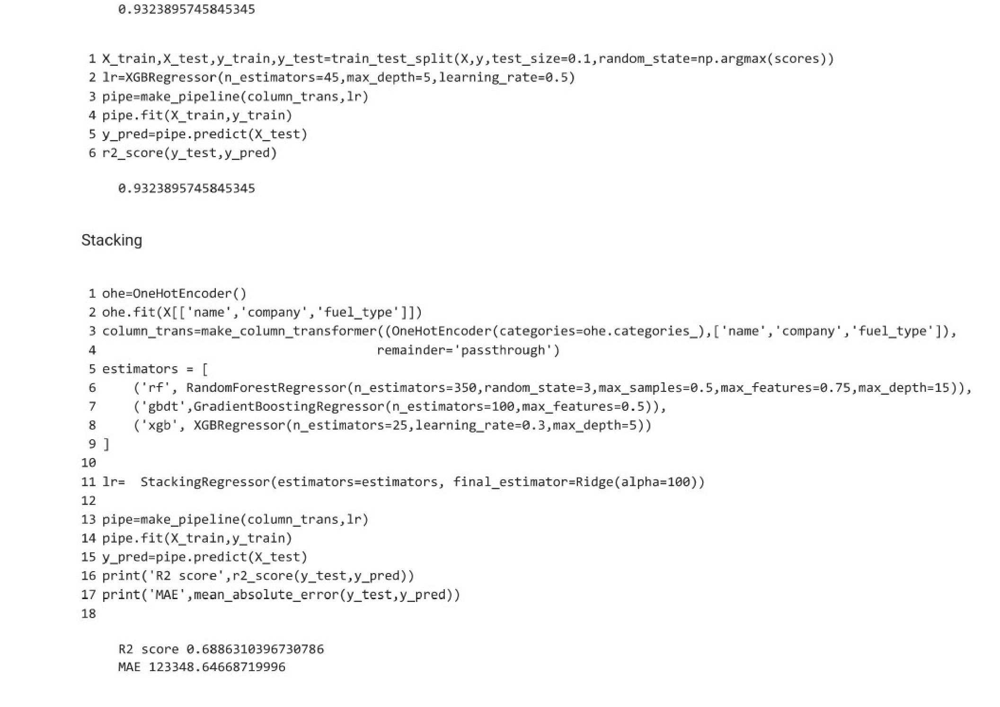 0.9323895745845345
1 X_train,X_test,y_train,y_test=train_test_split(X,y,test_size=0.1,random_state=np.argmax(scores))
2 lr=XGBRegressor(n_estimators=45,max_depth=5,learning_rate=0.5)
3 pipe=make_pipeline(column_trans,lr)
4 pipe.fit(X_train,y_train)
5 y_pred=pipe.predict(X_test)
6 r2_score(y_test,y_pred)
0.9323895745845345
Stacking
1 ohe=OneHotEncoder()
2 ohe.fit(X[['name','company','fuel_type']])
3 column_trans=make_column_transformer((OneHotEncoder(categories=ohe.categories_),['name','company','fuel_type']),
4                                     remainder='passthrough')
5 estimators = [
6     ('rf', RandomForestRegressor(n_estimators=350,random_state=3,max_samples=0.5,max_features=0.75,max_depth=15)),
7     ('gbdt',GradientBoostingRegressor(n_estimators=100,max_features=0.5)),
8     ('xgb', XGBRegressor(n_estimators=25,learning_rate=0.3,max_depth=5))
9 ]
10
11 lr=  StackingRegressor(estimators=estimators, final_estimator=Ridge(alpha=100))
12
13 pipe=make_pipeline(column_trans,lr)
14 pipe.fit(X_train,y_train)
15 y_pred=pipe.predict(X_test)
16 print('R2 score',r2_score(y_test,y_pred))
17 print('MAE',mean_absolute_error(y_test,y_pred))
18
R2 score 0.6886310396730786
MAE 123348.64668719996